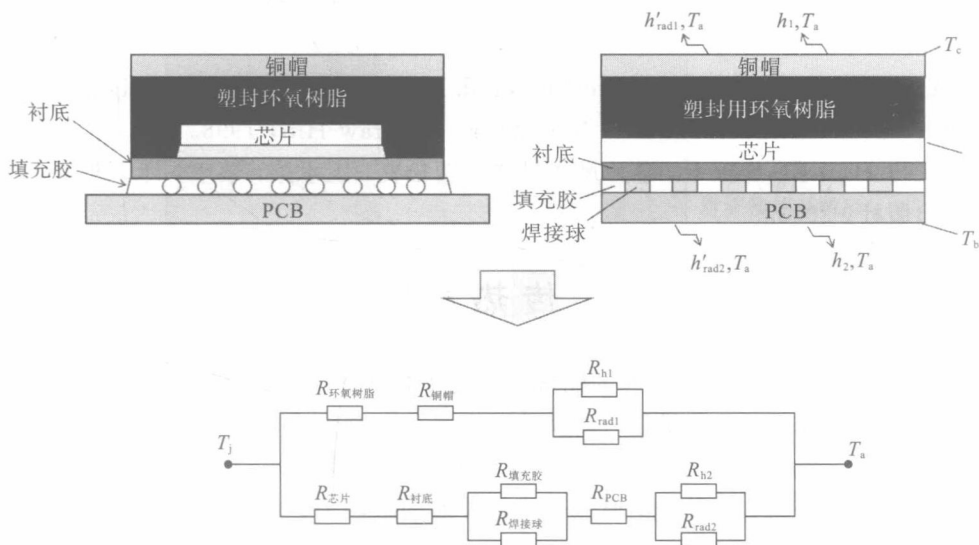 铜帽
塑封环氧树脂
芯片
衬底
填充胶
PCB
h′rad1, Ta
h1, Ta
Tc
铜帽
塑封用环氧树脂
芯片
衬底
填充胶
焊接球
PCB
Tb
h′rad2, Ta
h2, Ta
Tj
R环氧树脂
R铜帽
Rh1
Rrad1
Ta
R芯片
R衬底
R填充胶
R焊接球
RPCB
Rh2
Rrad2